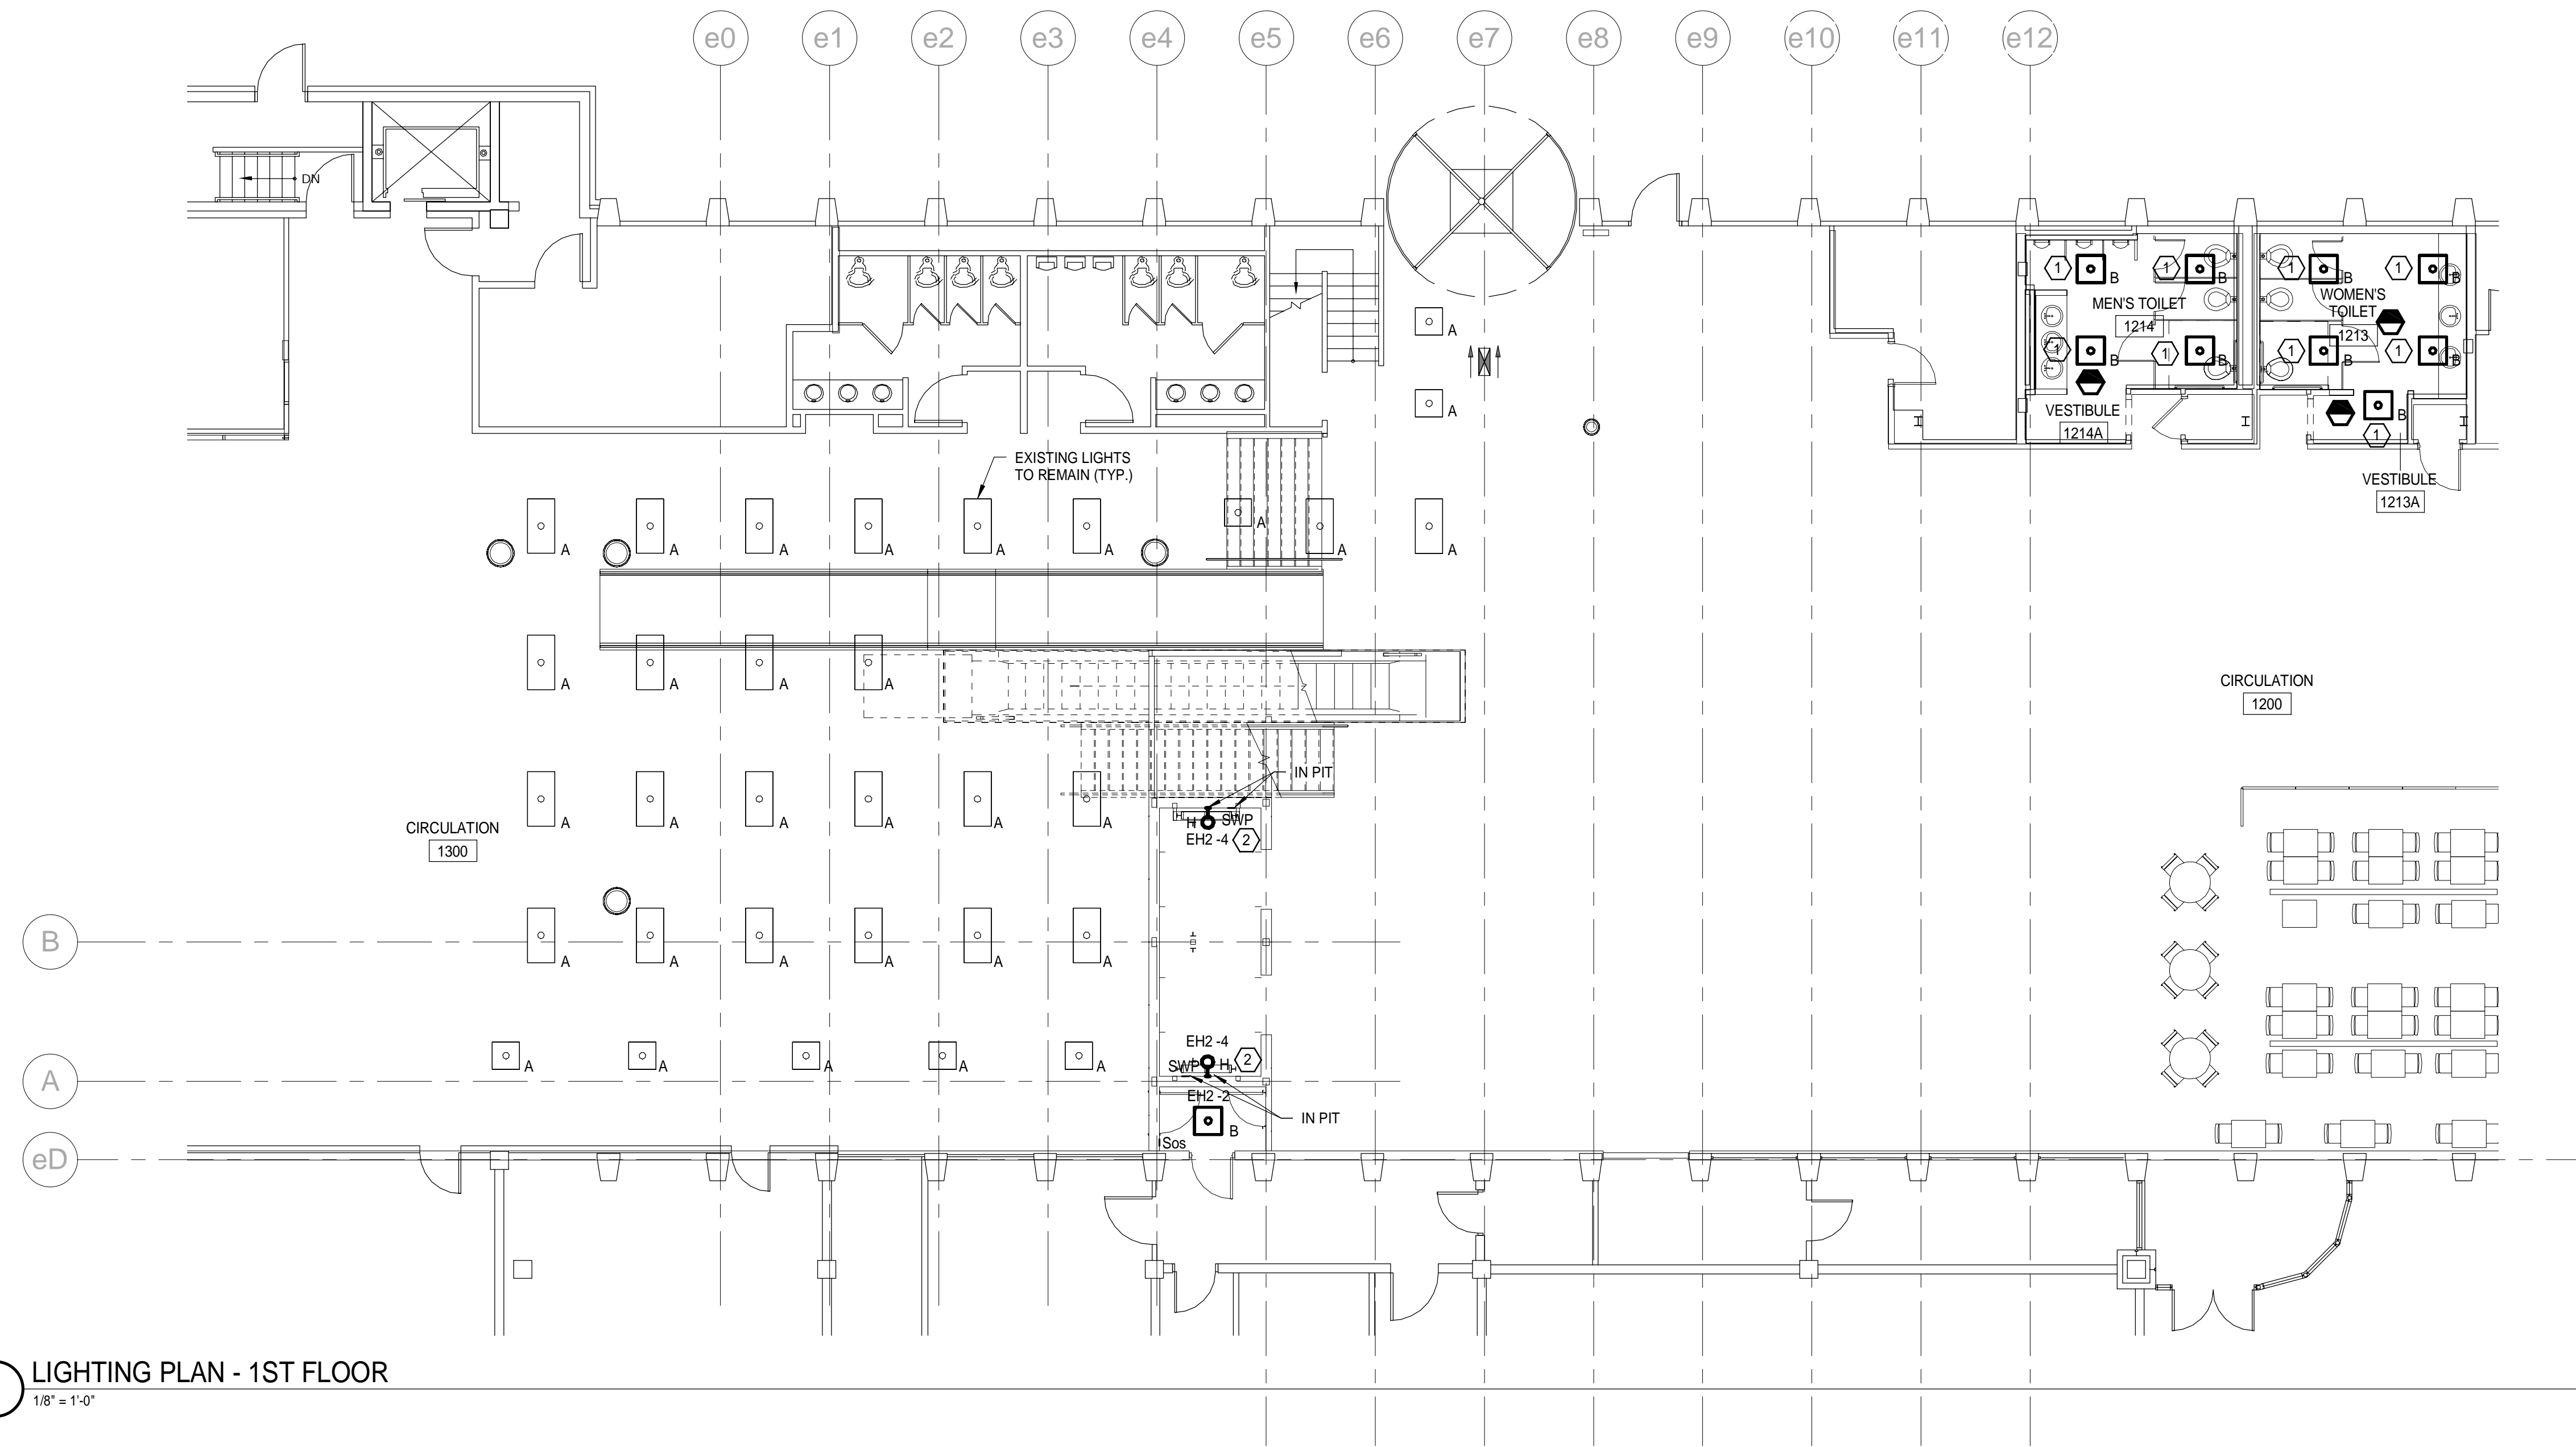 e0 e1 e2 e3 e4 e5 e6 e7 e8 e9 e10 e11 e12
DN
1 B 1 B 1 B 1 B
MEN'S TOILET
1214
WOMEN'S
TOILET
1213
A
1 B 1 B 1 B 1 B
A
VESTIBULE
1214A
B
1
EXISTING LIGHTS
TO REMAIN (TYP.)
VESTIBULE
1213A
A A A A A A A A A
A A A A
CIRCULATION
1200
IN PIT
CIRCULATION
1300
A A A A A A
H SWP
EH2 -4 2
B
A A A A A A
EH2 -4
SWP H 2
A A A A A
A
EH2 -2
IN PIT
B
Sos
eD
LIGHTING PLAN - 1ST FLOOR
1/8" = 1'-0"